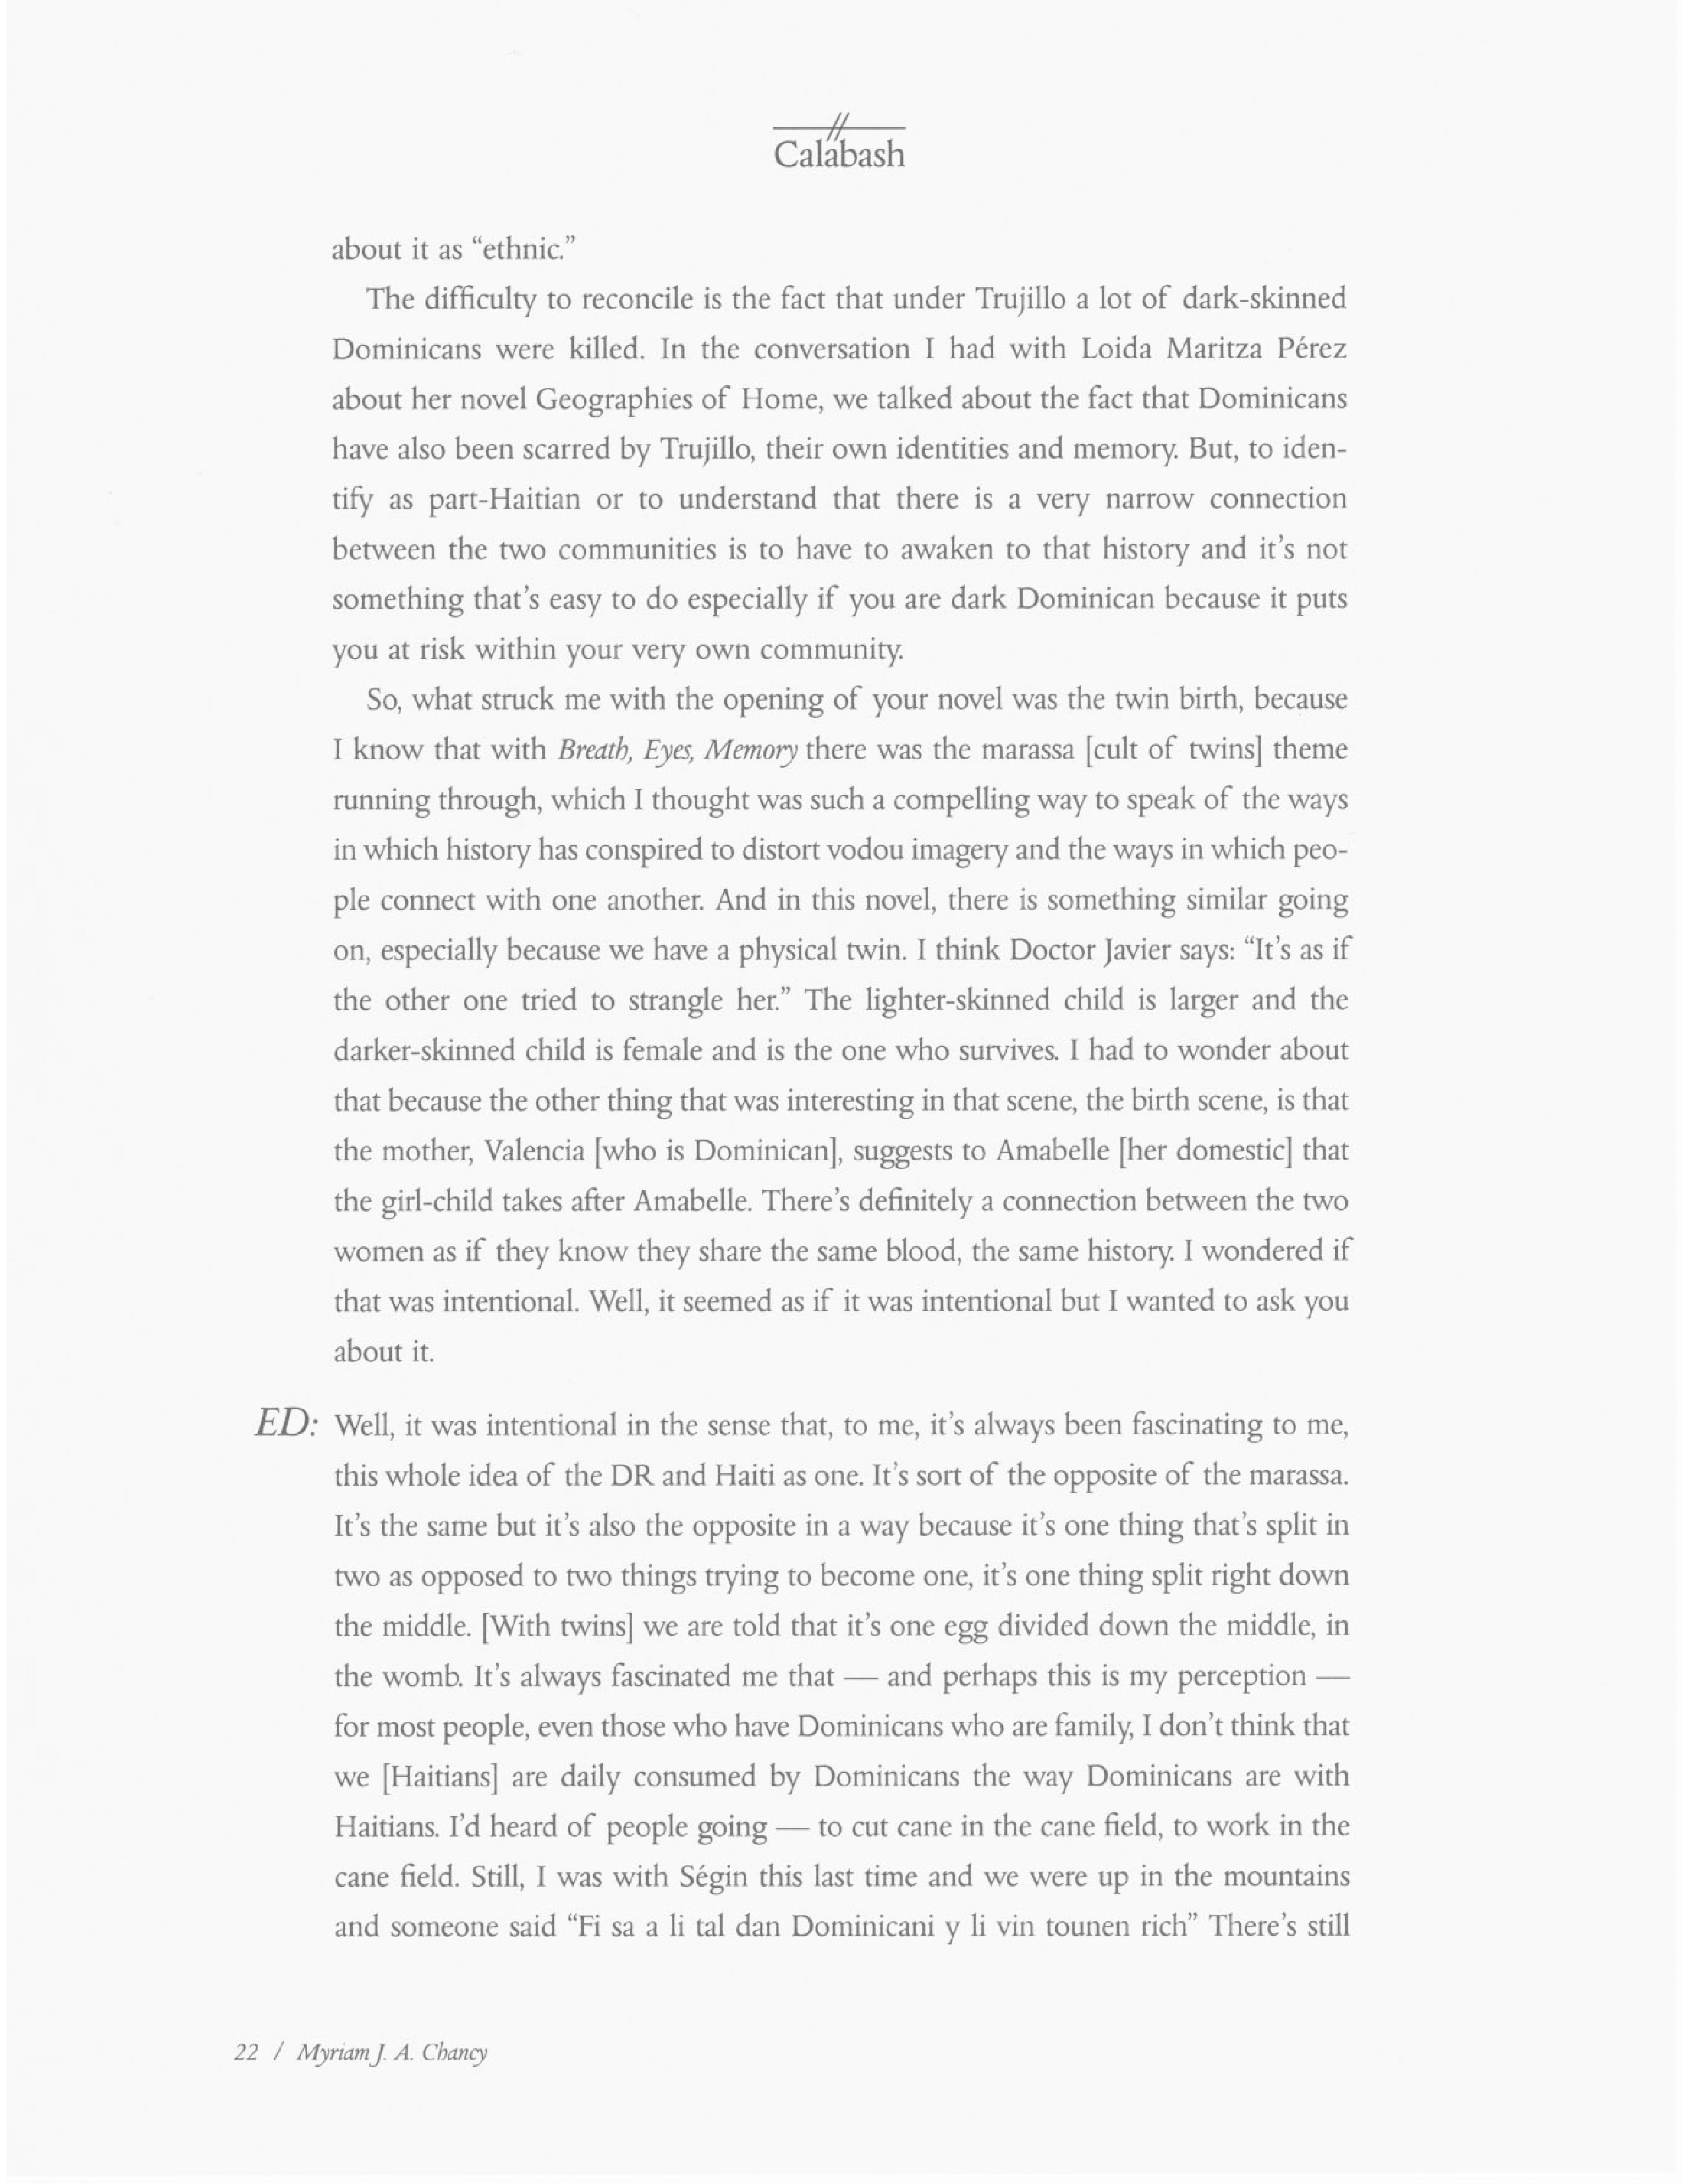 Calabash
about it as “ethnic.”
The difficulty to reconcile is the fact that under Trujillo a lot of dark-skinned
Dominicans were killed. In the conversation I had with Loida Maritza Pérez
about her novel Geographies of Home, we talked about the fact that Dominicans
have also been scarred by Trujillo, their own identities and memory. But, to iden-
tify as part-Haitian or to understand that there is a very narrow connection
between the two communities is to have to awaken to that history and it’s not
something that’s easy to do especially if you are dark Dominican because it puts
you at risk within your very own community.
So, what struck me with the opening of your novel was the twin birth, because
I know that with Breath, Eyes, Memory there was the marassa [cult of twins] theme
running through, which I thought was such a compelling way to speak of the ways
in which history has conspired to distort vodou imagery and the ways in which peo-
ple connect with one another. And in this novel, there is something similar going
on, especially because we have a physical twin. I think Doctor Javier says: “It’s as if
the other one tried to strangle her.” The lighter-skinned child is larger and the
darker-skinned child is female and is the one who survives. I had to wonder about
that because the other thing that was interesting in that scene, the birth scene, is that
the mother, Valencia [who is Dominican], suggests to Amabelle [her domestic] that
the girl-child takes after Amabelle. There’s definitely a connection between the two
women as if they know they share the same blood, the same history. I wondered if
that was intentional. Well, it seemed as if it was intentional but I wanted to ask you
about it.
ED: Well, it was intentional in the sense that, to me, it’s always been fascinating to me,
this whole idea of the DR and Haiti as one. It’s sort of the opposite of the marassa.
It’s the same but it’s also the opposite in a way because it’s one thing that’s split in
two as opposed to two things trying to become one, it’s one thing split right down
the middle. [With twins] we are told that it’s one egg divided down the middle, in
the womb. It’s always fascinated me that — and perhaps this is my perception —
for most people, even those who have Dominicans who are family, I don’t think that
we [Haitians] are daily consumed by Dominicans the way Dominicans are with
Haitians. I’d heard of people going — to cut cane in the cane field, to work in the
cane field. Still, I was with Ségin this last time and we were up in the mountains
and someone said “Fi sa a li tal dan Dominicani y li vin tounen rich” There’s still
22 / Myriam J. A. Chancy